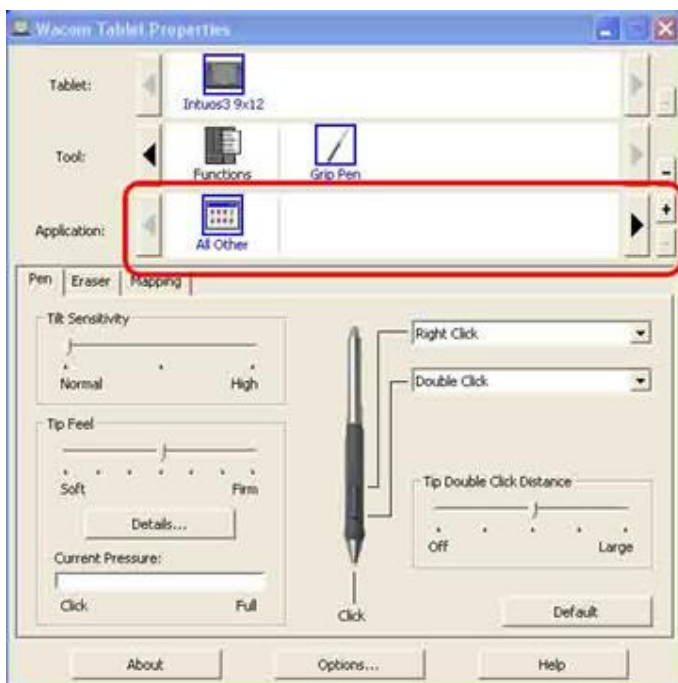 Wacom Tablet Properties
Tablet:
Intuos3 9x12
Tool:
Functions
Grip Pen
Application:
All Other
Pen
Eraser
Mapping
Tilt Sensitivity
Normal
High
Right Click
Double Click
Tip Feel
Soft
Firm
Details...
Current Pressure:
Click
Full
Click
Tip Double Click Distance
Off
Large
Default
About
Options...
Help